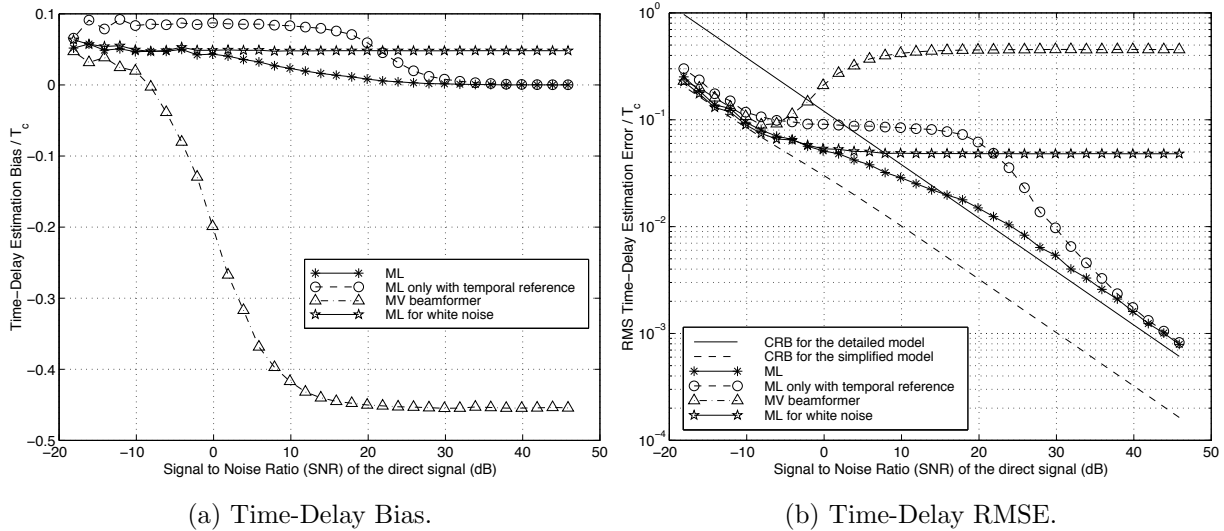 0.1
0
−0.1
−0.2
−0.3
−0.4
−0.5
−20
−10
0
10
20
30
40
50
Time−Delay Estimation Bias / T_c
Signal to Noise Ratio (SNR) of the direct signal (dB)
ML
ML only with temporal reference
MV beamformer
ML for white noise
(a) Time-Delay Bias.
10^0
10^−1
10^−2
10^−3
10^−4
−20
−10
0
10
20
30
40
50
RMS Time−Delay Estimation Error / T_c
Signal to Noise Ratio (SNR) of the direct signal (dB)
CRB for the detailed model
CRB for the simplified model
ML
ML only with temporal reference
MV beamformer
ML for white noise
(b) Time-Delay RMSE.